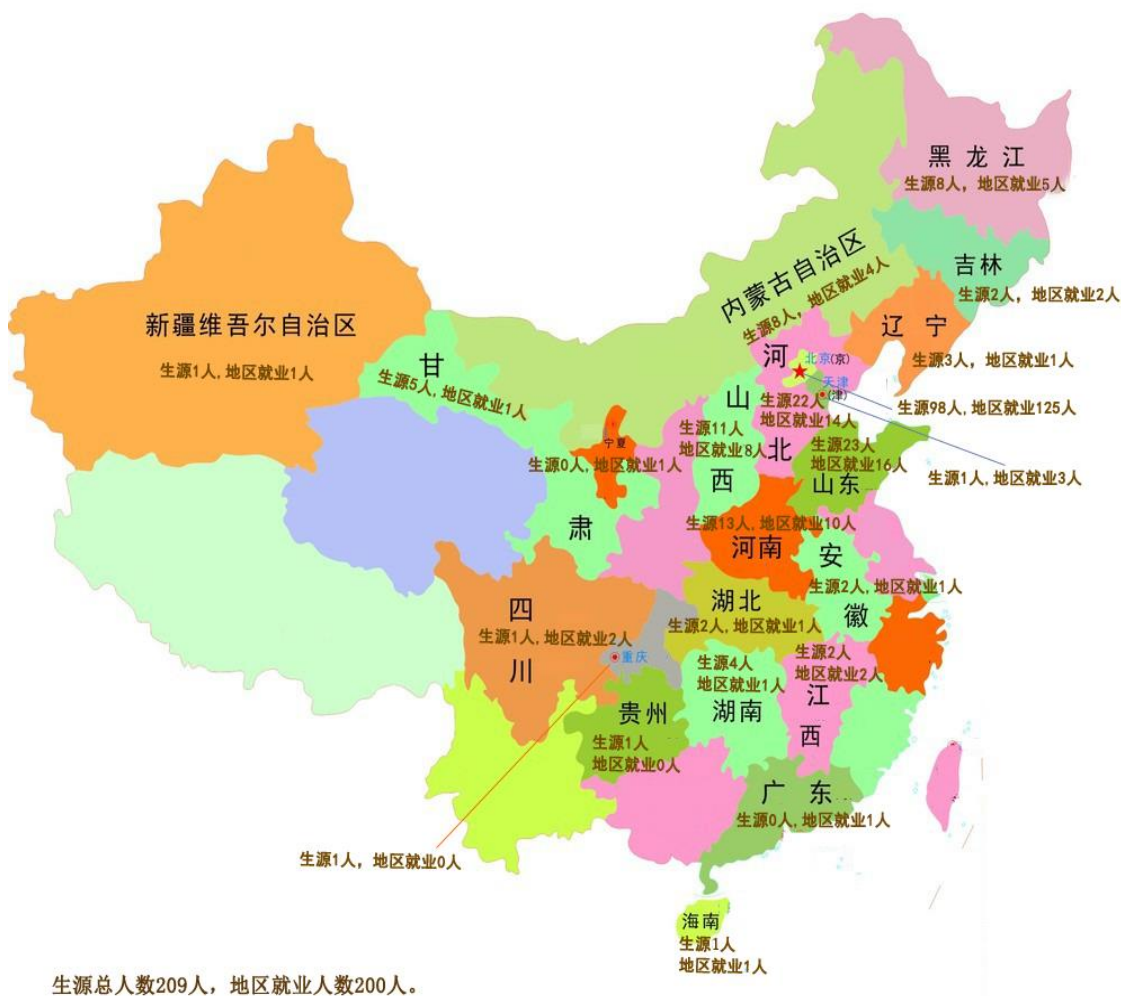 黑龙江
生源8人，地区就业5人
吉林
生源2人，地区就业2人
内蒙古自治区
生源8人，地区就业4人
辽宁
生源3人，地区就业1人
新疆维吾尔自治区
生源1人,地区就业1人
甘
生源5人,地区就业1人
肃
河
北京(京)
天津
(津)
生源98人,地区就业125人
生源22人
地区就业14人
北
生源1人,地区就业3人
山
生源11人
地区就业8人
西
宁夏
生源0人,地区就业1人
生源23人
地区就业16人
山东
生源13人,地区就业10人
河南
安
生源2人,地区就业1人
徽
四
生源1人,地区就业2人
川
重庆
湖北
生源2人,地区就业1人
生源4人
地区就业1人
湖南
生源2人
地区就业2人
江
西
贵州
生源1人
地区就业0人
广东
生源0人,地区就业1人
生源1人，地区就业0人
海南
生源1人
地区就业1人
生源总人数209人，地区就业人数200人。